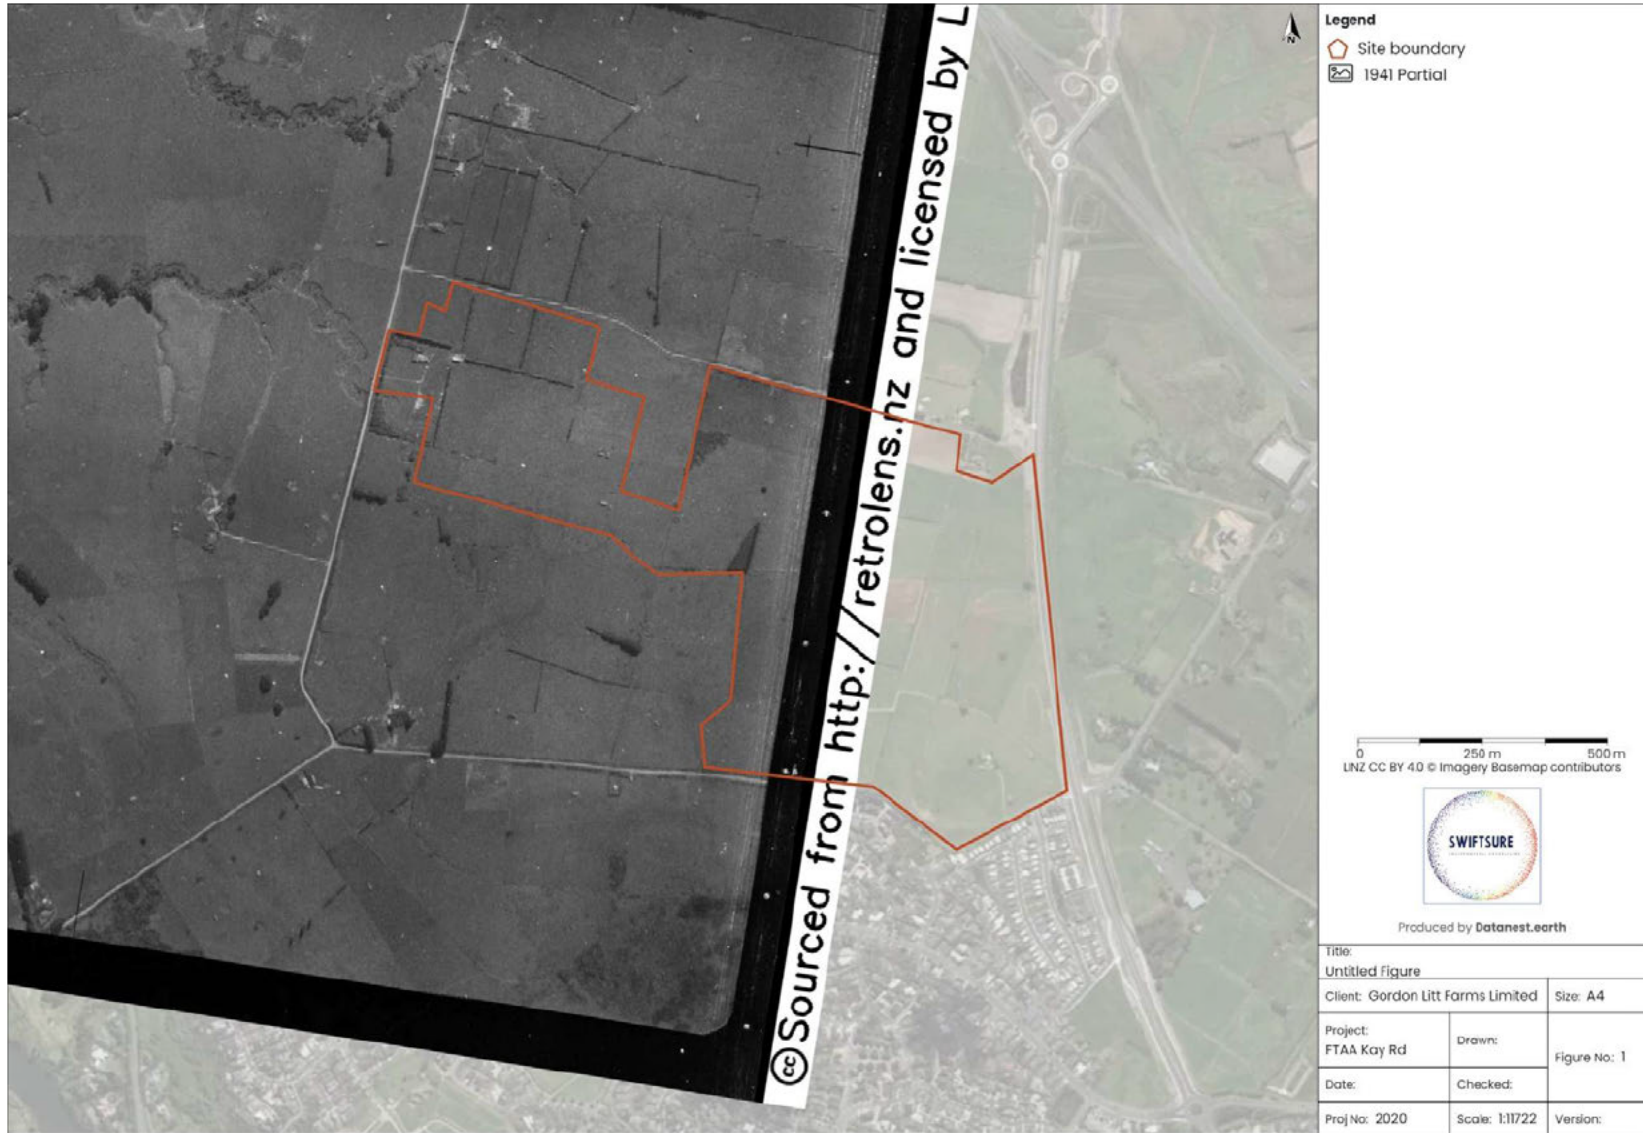 ©Sourced from http://retrolens.nz and licensed by L
N
Legend
Site boundary
1941 Partial
0 250 m 500 m
LINZ CC BY 4.0 © Imagery Basemap contributors
SWIFTSURE
Produced by Datanest.earth
Title:
Untitled Figure
Client: Gordon Litt Farms Limited
Size: A4
Project:
FTAA Kay Rd
Drawn:
Figure No.: 1
Date:
Checked:
Proj No: 2020
Scale: 1:11722
Version: